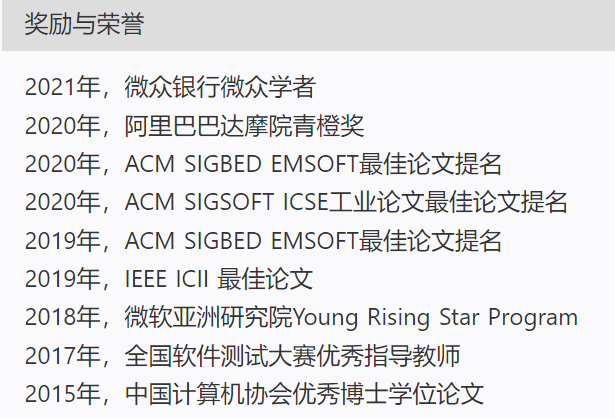 奖励与荣誉
2021年，微众银行微众学者
2020年，阿里巴巴达摩院青橙奖
2020年，ACM SIGBED EMSOFT最佳论文提名
2020年，ACM SIGSOFT ICSE工业论文最佳论文提名
2019年，ACM SIGBED EMSOFT最佳论文提名
2019年，IEEE ICII 最佳论文
2018年，微软亚洲研究院Young Rising Star Program
2017年，全国软件测试大赛优秀指导教师
2015年，中国计算机协会优秀博士学位论文